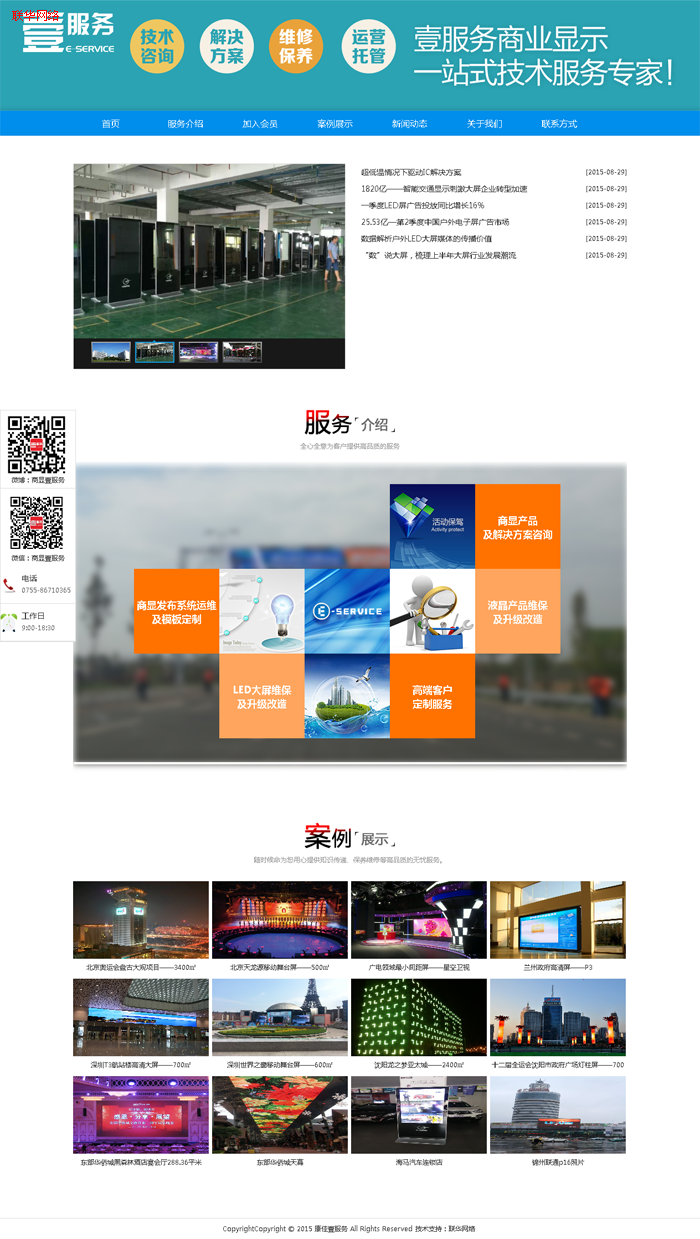 联华网络
壹服务
E-SERVICE
技术
咨询
解决
方案
维修
保养
运营
托管
壹服务商业显示
一站式技术服务专家！
首页 服务介绍 加入会员 案例展示 新闻动态 关于我们 联系方式
超低温情况下驱动IC解决方案 [2015-08-29]
1820亿——智能交通显示刺激大屏企业转型加速 [2015-08-29]
一季度LED屏广告投放同比增长16% [2015-08-29]
25.53亿—第2季度中国户外电子屏广告市场 [2015-08-29]
数据解析户外LED大屏媒体的传播价值 [2015-08-29]
“数”说大屏，梳理上半年大屏行业发展潮流 [2015-08-29]
服务「介绍」
全心全意为客户提供高品质的服务
微博：商显壹服务
微信：商显壹服务
电话
0755-86710365
工作日
9:00-18:30
活动保驾
Activity protect
商显产品
及解决方案咨询
商显发布系统运维
及模板定制
E-SERVICE
液晶产品维保
及升级改造
LED大屏维保
及升级改造
高端客户
定制服务
案例「展示」
随时候命为您用心提供知识传递、保养维修等高品质的无忧服务。
北京奥运会盘古大观项目——3400㎡
北京天龙源移动舞台屏——500㎡
广电领域最小间距屏——星空卫视
兰州政府高清屏——P3
深圳T3航站楼高清大屏——700㎡
深圳世界之窗移动舞台屏——600㎡
沈阳龙之梦亚太城——2400㎡
十二届全运会沈阳市政府广场灯柱屏——700
东部华侨城黑森林酒店宴会厅288.36平米
东部华侨城天幕
海马汽车连锁店
锦州联通p16照片
CopyrightCopyright © 2015 康佳壹服务 All Rights Reserved 技术支持：联华网络